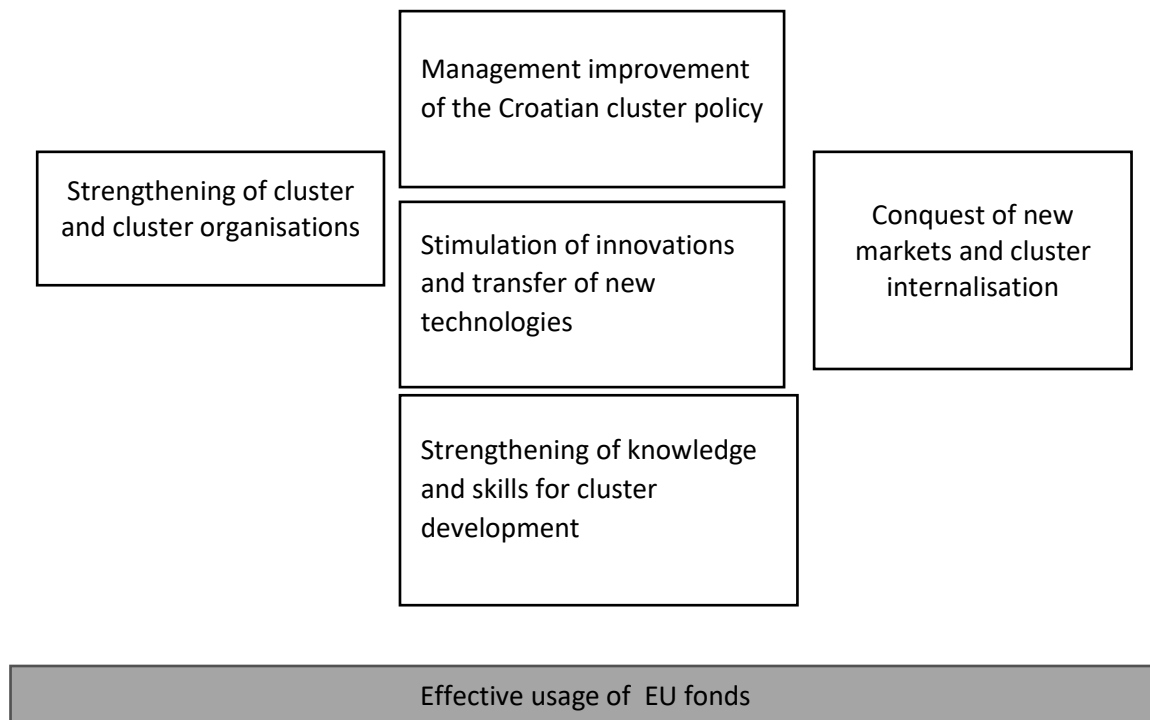 Management improvement
of the Croatian cluster policy
Strengthening of cluster
and cluster organisations
Stimulation of innovations
and transfer of new
technologies
Conquest of new
markets and cluster
internalisation
Strengthening of knowledge
and skills for cluster
development
Effective usage of EU fonds